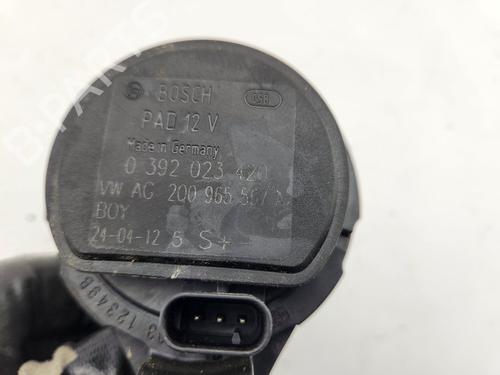 BOSCH
PAD 12 V
Made in Germany
0 392 023 420
VW AG 2Q0 965 567
BOY
24-04-12 5 S+